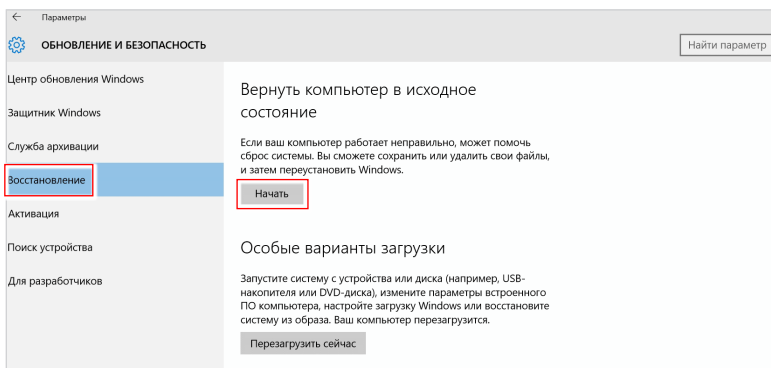 Параметры
ОБНОВЛЕНИЕ И БЕЗОПАСНОСТЬ
Найти параметр
Центр обновления Windows
Защитник Windows
Служба архивации
Восстановление
Активация
Поиск устройства
Для разработчиков
Вернуть компьютер в исходное
состояние
Если ваш компьютер работает неправильно, может помочь
сброс системы. Вы сможете сохранить или удалить свои файлы,
и затем переустановить Windows.
Начать
Особые варианты загрузки
Запустите систему с устройства или диска (например, USB-
накопителя или DVD-диска), измените параметры встроенного
ПО компьютера, настройте загрузку Windows или восстановите
систему из образа. Ваш компьютер перезагрузится.
Перезагрузить сейчас